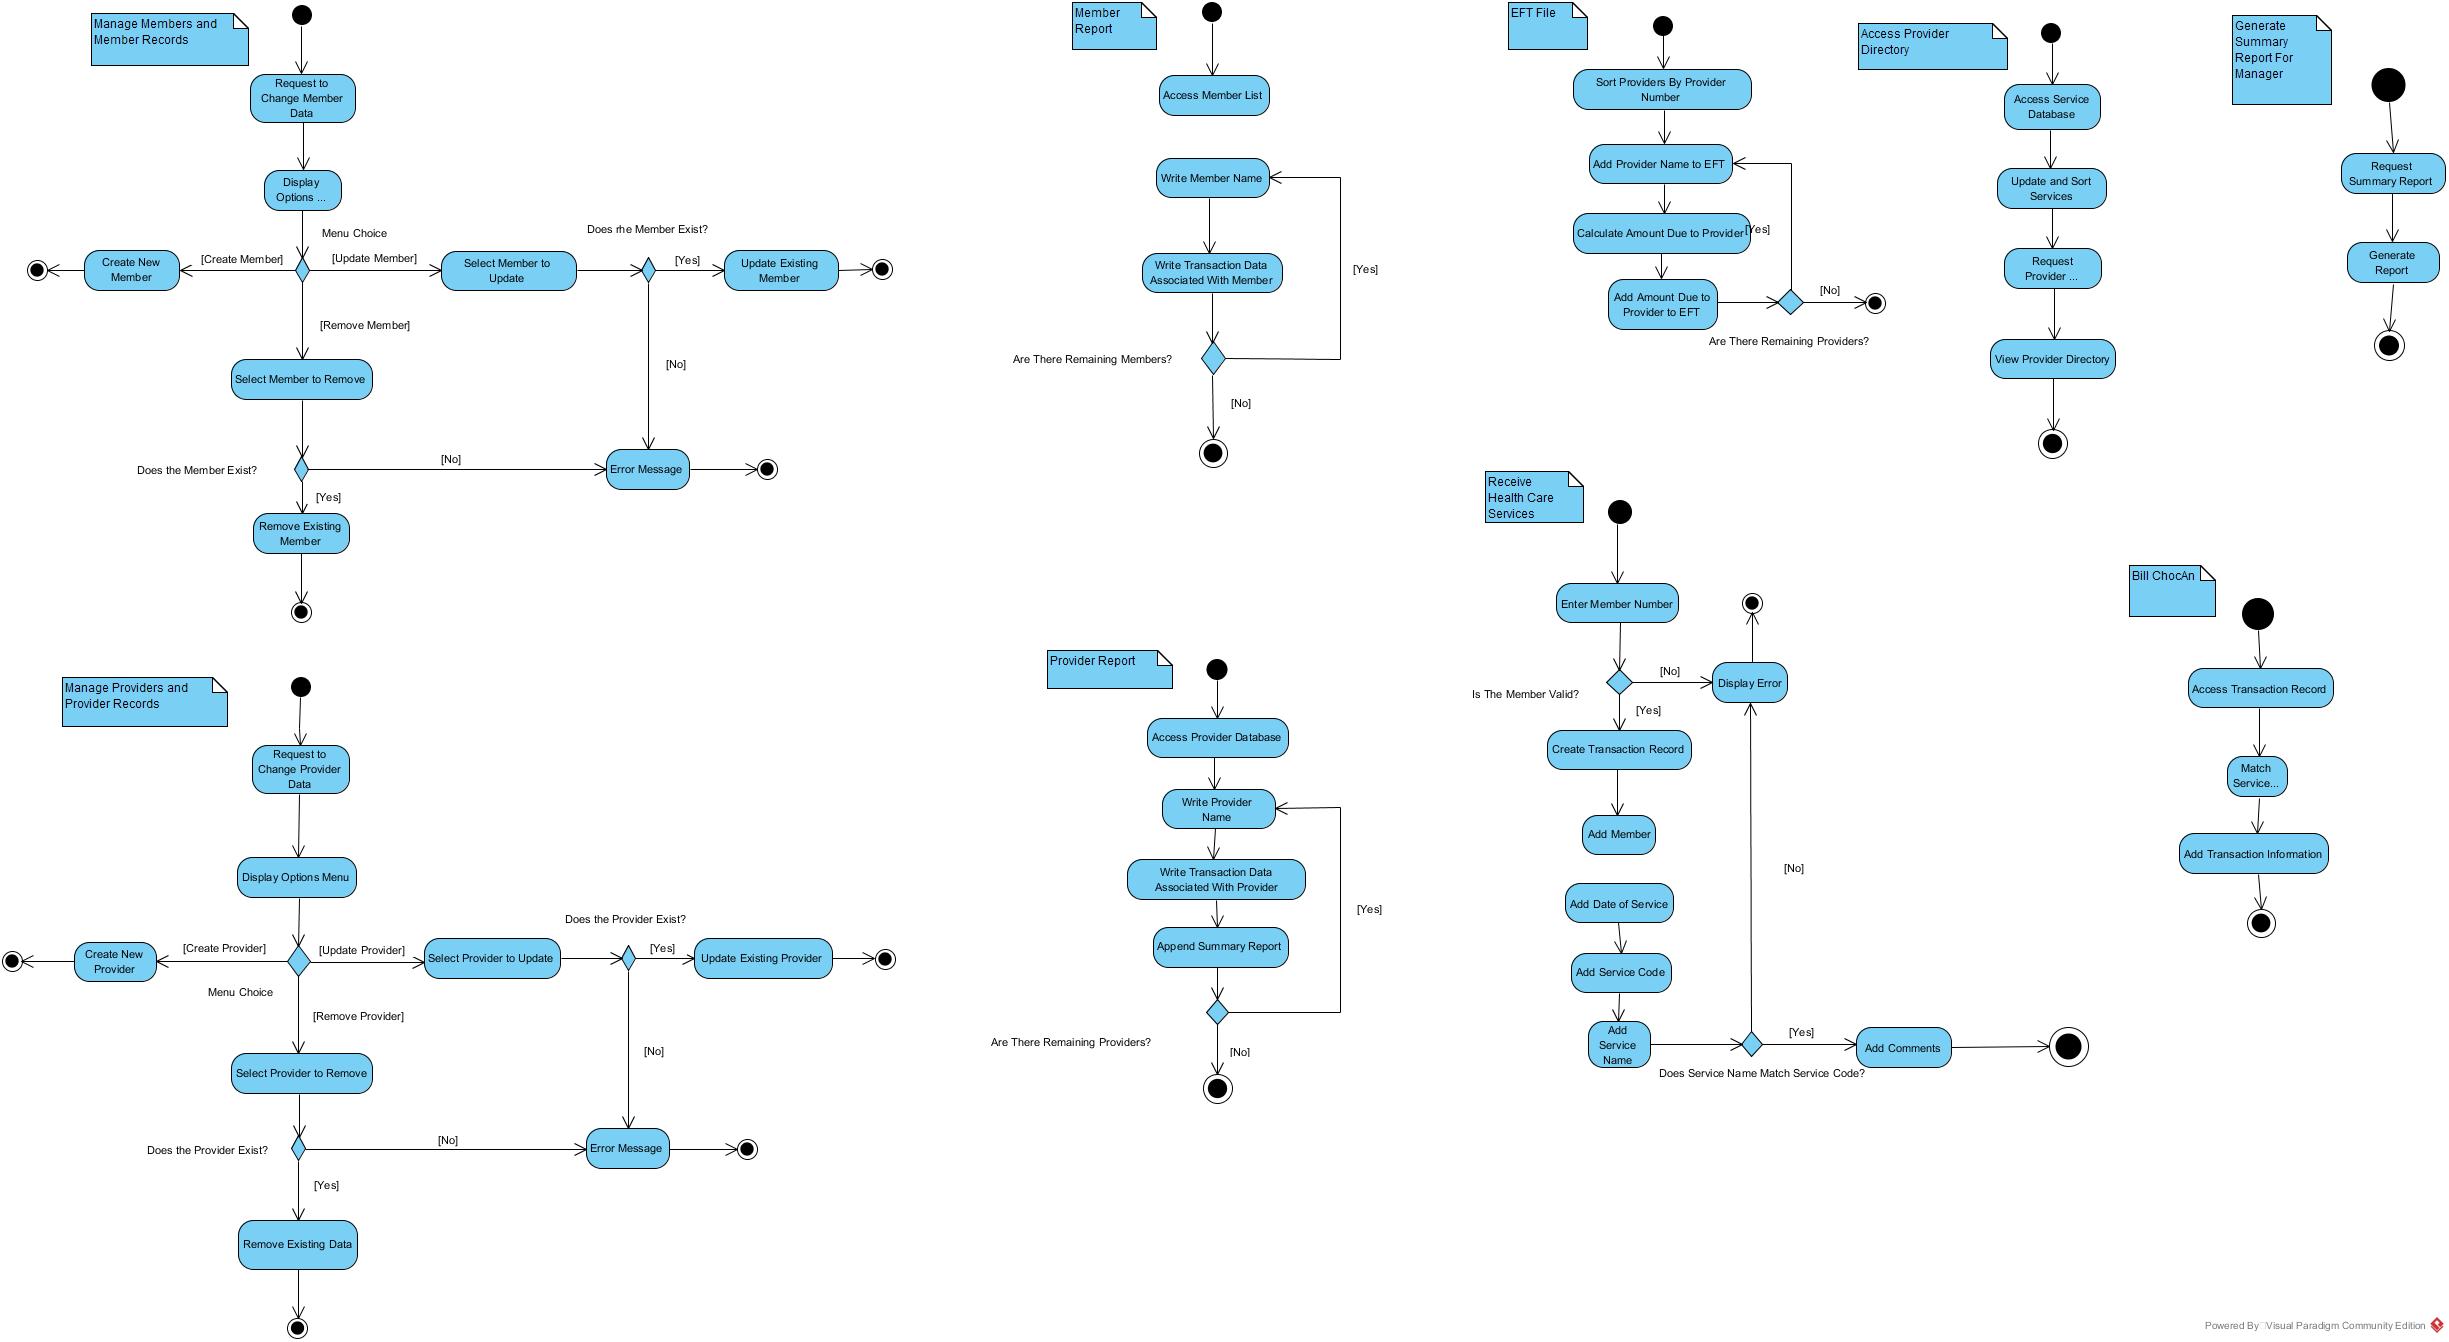 Manage Members and
Member Records
Request to
Change Member
Data
Display
Options ...
Menu Choice
[Create Member]
[Update Member]
Create New
Member
Select Member to
Update
Does rhe Member Exist?
[Yes]
Update Existing
Member
[Remove Member]
[No]
Select Member to Remove
Does the Member Exist?
[No]
Error Message
[Yes]
Remove Existing
Member
Manage Providers and
Provider Records
Request to
Change Provider
Data
Display Options Menu
[Create Provider]
[Update Provider]
Create New
Provider
Menu Choice
Select Provider to Update
Does the Provider Exist?
[Yes]
Update Existing Provider
[Remove Provider]
[No]
Select Provider to Remove
Does the Provider Exist?
[No]
Error Message
[Yes]
Remove Existing Data
Member
Report
Access Member List
Write Member Name
Write Transaction Data
Associated With Member
[Yes]
Are There Remaining Members?
[No]
Provider Report
Access Provider Database
Write Provider
Name
Write Transaction Data
Associated With Provider
[Yes]
Append Summary Report
Are There Remaining Providers?
[No]
EFT File
Sort Providers By Provider
Number
Add Provider Name to EFT
Calculate Amount Due to Provider
[Yes]
Add Amount Due to
Provider to EFT
[No]
Are There Remaining Providers?
Access Provider
Directory
Access Service
Database
Update and Sort
Services
Request
Provider ...
View Provider Directory
Generate
Summary
Report For
Manager
Request
Summary Report
Generate
Report
Receive
Health Care
Services
Enter Member Number
Is The Member Valid?
[No]
Display Error
[Yes]
Create Transaction Record
Add Member
Add Date of Service
[No]
Add Service Code
Add
Service
Name
[Yes]
Add Comments
Does Service Name Match Service Code?
Bill ChocAn
Access Transaction Record
Match
Service...
Add Transaction Information
Powered By Visual Paradigm Community Edition